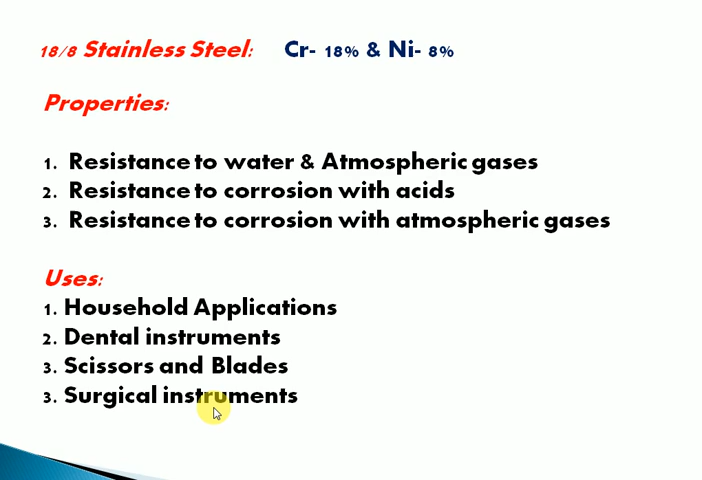 18/8 Stainless Steel: Cr- 18% & Ni- 8%
Properties:
1. Resistance to water & Atmospheric gases
2. Resistance to corrosion with acids
3. Resistance to corrosion with atmospheric gases
Uses:
1. Household Applications
2. Dental instruments
3. Scissors and Blades
3. Surgical instruments